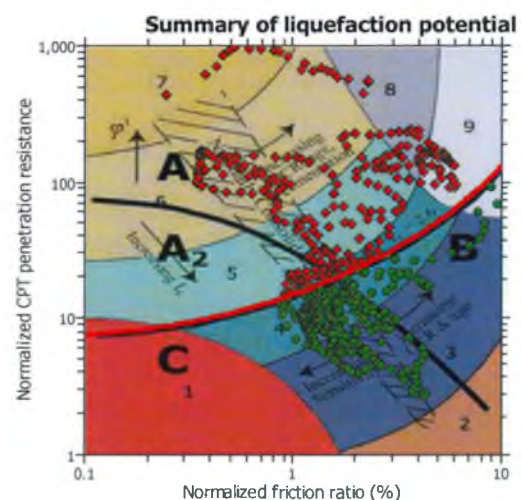 Summary of liquefaction potential
1,000
7
8
9
φ'
A
100
6
A2
Increasing
5
B
10
C
1
3
2
1
0.1
1
10
Normalized CPT penetration resistance
Normalized friction ratio (%)